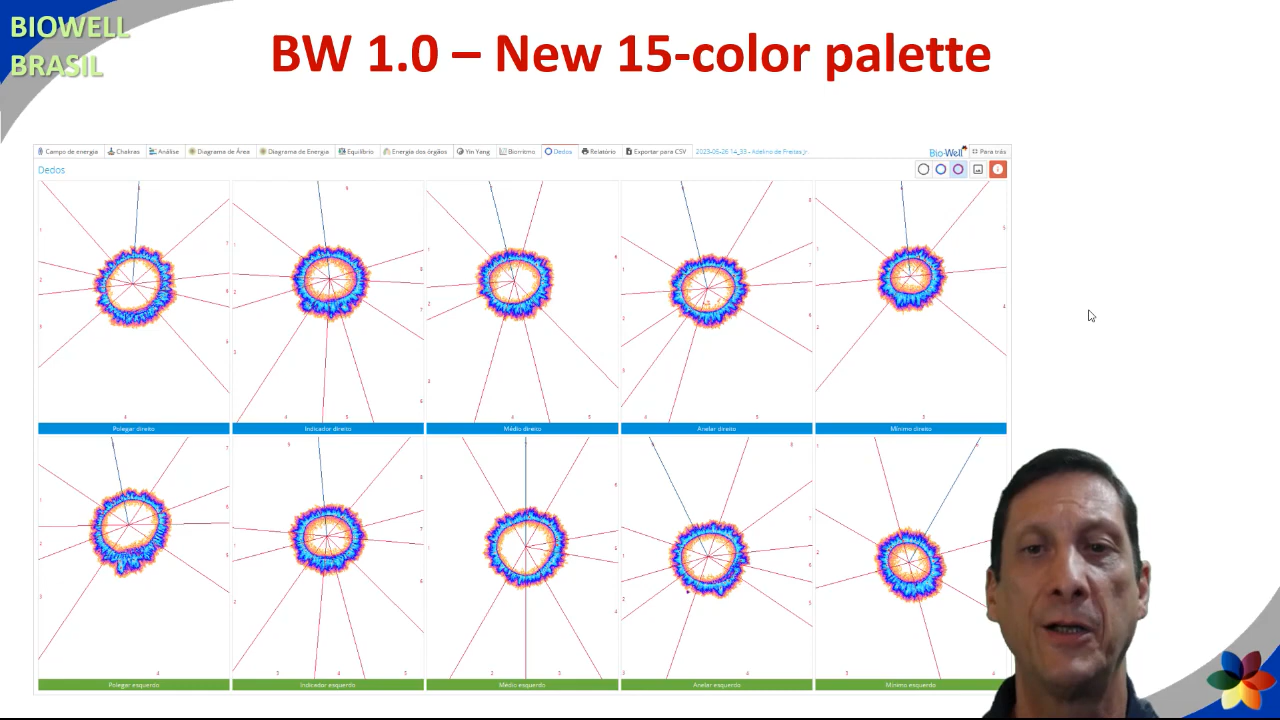 BIOWELL
BRASIL
BW 1.0 – New 15-color palette
Campo de energia Chakras Análise Diagrama de Área Diagrama de Energia Equilíbrio Energia dos órgãos Yin Yang Biorritmo Dedos Relatório Exportar para CSV Bio-Well Para trás
Dedos
Polegar direito Indicador direito Médio direito Anelar direito Mínimo direito
Polegar esquerdo Indicador esquerdo Médio esquerdo Anelar esquerdo Mínimo esquerdo